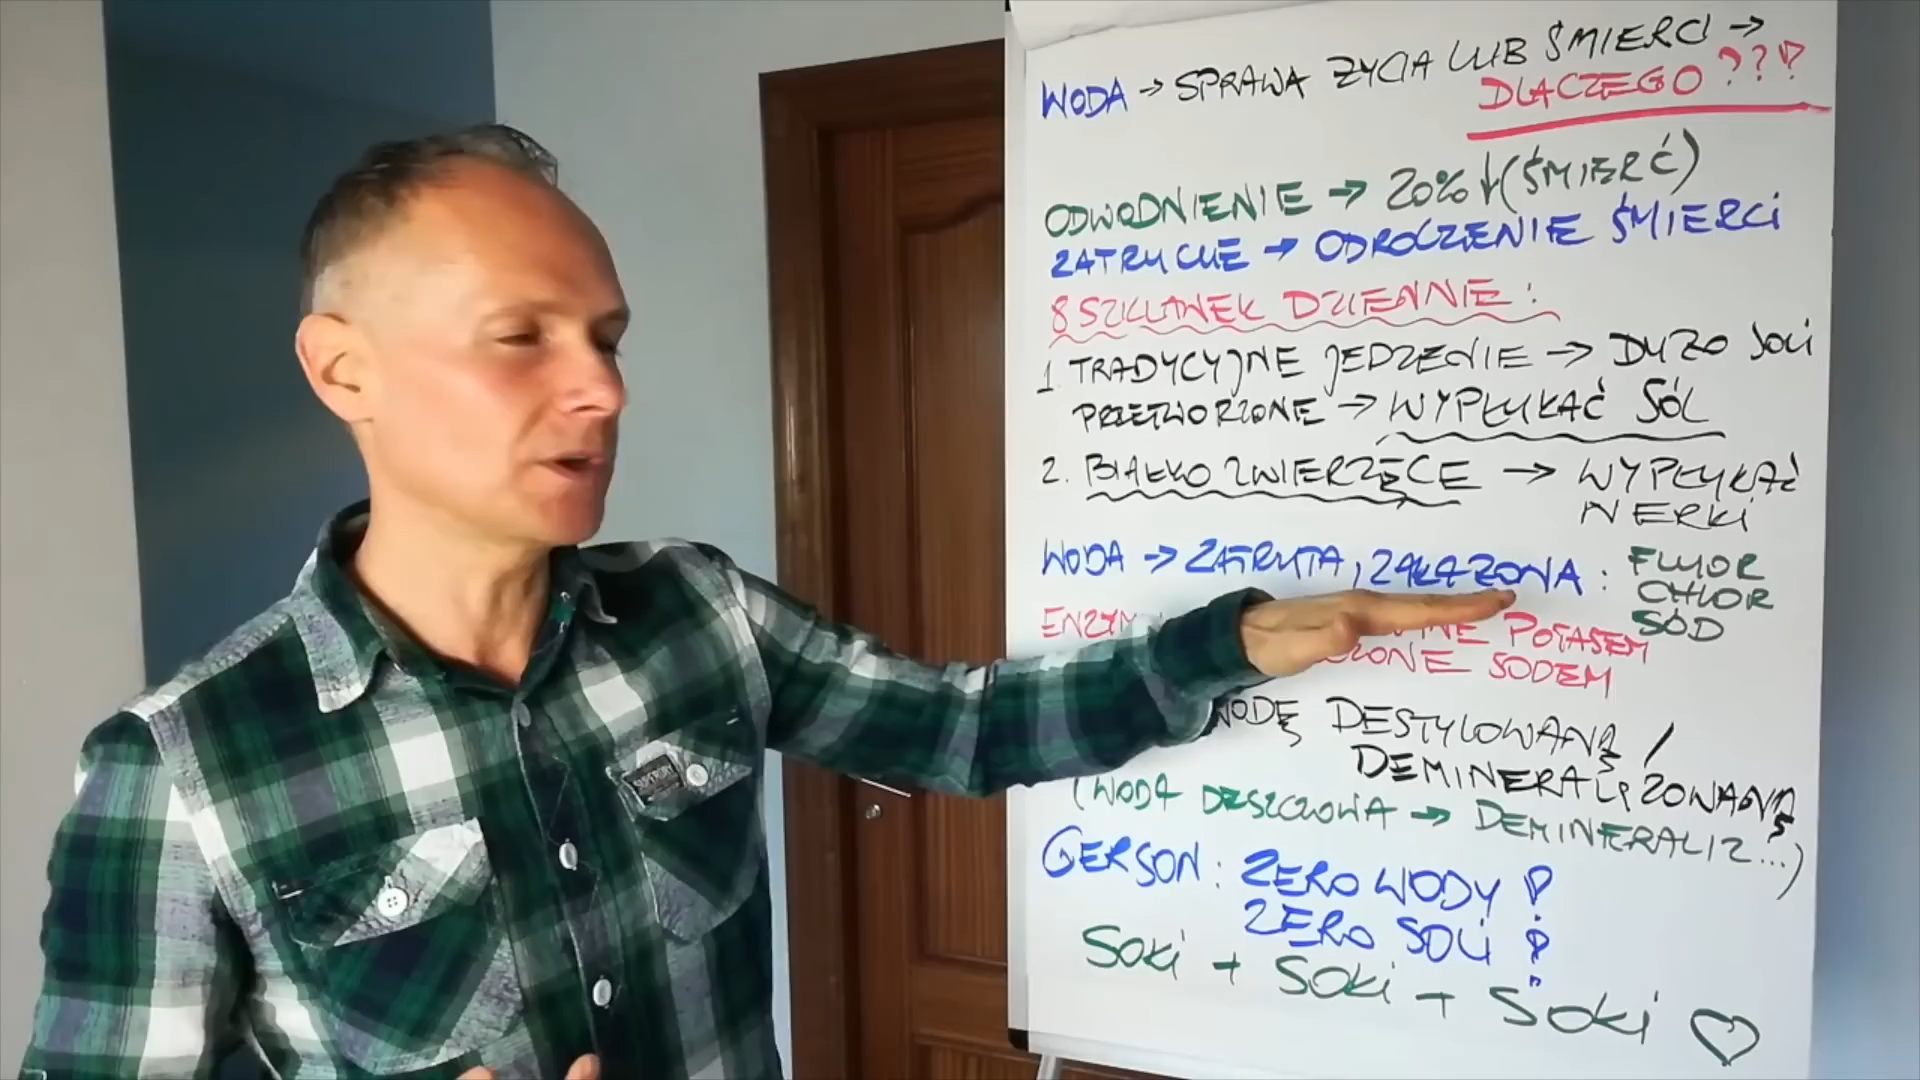 WODA → SPRAWA ŻYCIA LUB ŚMIERCI →
DLACZEGO???
ODWODNIENIE → 20% ↓ (ŚMIERĆ)
ZATRUCIE → ODROCZENIE ŚMIERCI
8 SZKLANEK DZIENNIE:
1. TRADYCYJNE JEDZENIE → DUŻO SOLI
PRZETWORZONE → WYPŁUKAĆ SÓL
2. BIAŁKO ZWIERZĘCE → WYPŁUKAĆ
NERKI
WODA → ZATRUTA, ZAKAŻONA:
FLUOR
CHLOR
SÓD
ENZYM POTASEM
SODEM
WODĘ DESTYLOWANĄ /
DEMINERALIZOWANĄ
(WODA DESZCZOWA → DEMINERALIZ...)
GERSON: ZERO WODY!
ZERO SOLI!
SOKI + SOKI + SOKI ♡
SUPERDRY